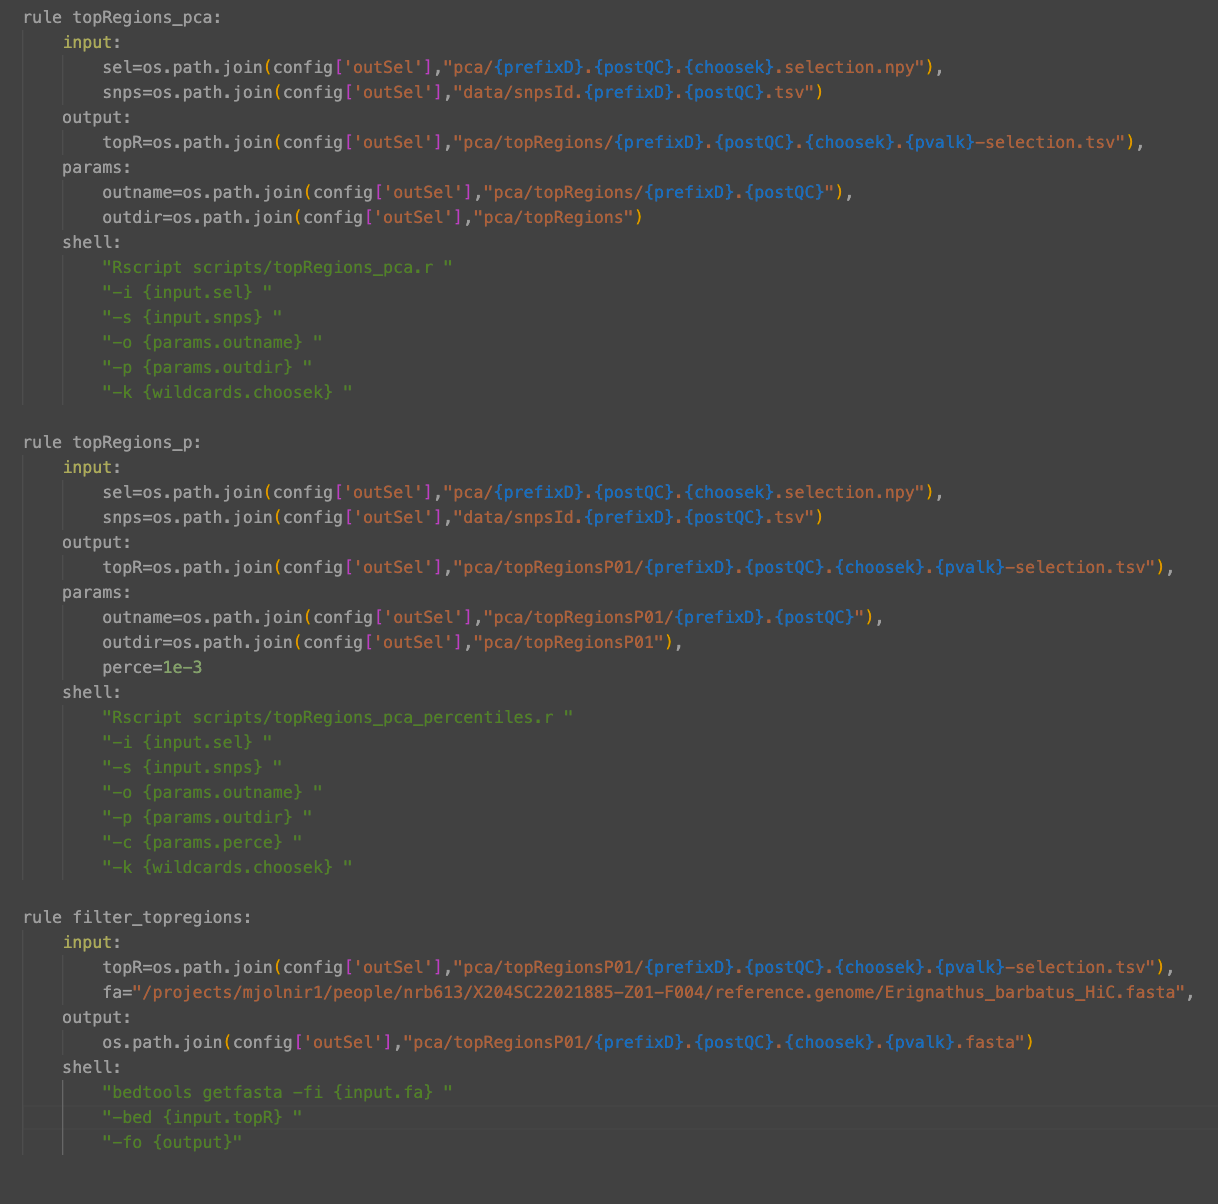 rule topRegions_pca:
    input:
        sel=os.path.join(config['outSel'],"pca/{prefixD}.{postQC}.{choosek}.selection.npy"),
        snps=os.path.join(config['outSel'],"data/snpsId.{prefixD}.{postQC}.tsv")
    output:
        topR=os.path.join(config['outSel'],"pca/topRegions/{prefixD}.{postQC}.{choosek}.{pvalk}-selection.tsv"),
    params:
        outname=os.path.join(config['outSel'],"pca/topRegions/{prefixD}.{postQC}"),
        outdir=os.path.join(config['outSel'],"pca/topRegions")
    shell:
        "Rscript scripts/topRegions_pca.r "
        "-i {input.sel} "
        "-s {input.snps} "
        "-o {params.outname} "
        "-p {params.outdir} "
        "-k {wildcards.choosek} "

rule topRegions_p:
    input:
        sel=os.path.join(config['outSel'],"pca/{prefixD}.{postQC}.{choosek}.selection.npy"),
        snps=os.path.join(config['outSel'],"data/snpsId.{prefixD}.{postQC}.tsv")
    output:
        topR=os.path.join(config['outSel'],"pca/topRegionsP01/{prefixD}.{postQC}.{choosek}.{pvalk}-selection.tsv"),
    params:
        outname=os.path.join(config['outSel'],"pca/topRegionsP01/{prefixD}.{postQC}"),
        outdir=os.path.join(config['outSel'],"pca/topRegionsP01"),
        perce=1e-3
    shell:
        "Rscript scripts/topRegions_pca_percentiles.r "
        "-i {input.sel} "
        "-s {input.snps} "
        "-o {params.outname} "
        "-p {params.outdir} "
        "-c {params.perce} "
        "-k {wildcards.choosek} "

rule filter_topregions:
    input:
        topR=os.path.join(config['outSel'],"pca/topRegionsP01/{prefixD}.{postQC}.{choosek}.{pvalk}-selection.tsv"),
        fa="/projects/mjolnir1/people/nrb613/X204SC22021885-Z01-F004/reference.genome/Erignathus_barbatus_HiC.fasta",
    output:
        os.path.join(config['outSel'],"pca/topRegionsP01/{prefixD}.{postQC}.{choosek}.{pvalk}.fasta")
    shell:
        "bedtools getfasta -fi {input.fa} "
        "-bed {input.topR} "
        "-fo {output}"